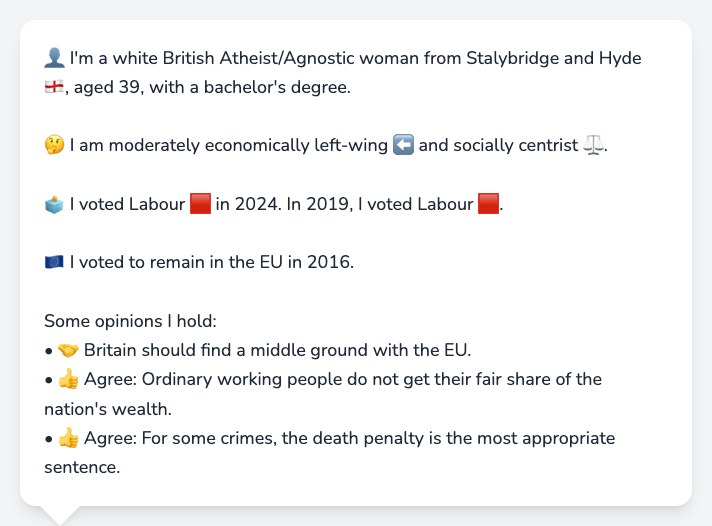 👤 I'm a white British Atheist/Agnostic woman from Stalybridge and Hyde
🏴󠁧󠁢󠁥󠁮󠁧󠁿, aged 39, with a bachelor's degree.
🤔 I am moderately economically left-wing ⬅️ and socially centrist ⚖️.
🗳️ I voted Labour 🟥 in 2024. In 2019, I voted Labour 🟥.
🇪🇺 I voted to remain in the EU in 2016.
Some opinions I hold:
• 🤝 Britain should find a middle ground with the EU.
• 👍 Agree: Ordinary working people do not get their fair share of the
nation's wealth.
• 👍 Agree: For some crimes, the death penalty is the most appropriate
sentence.